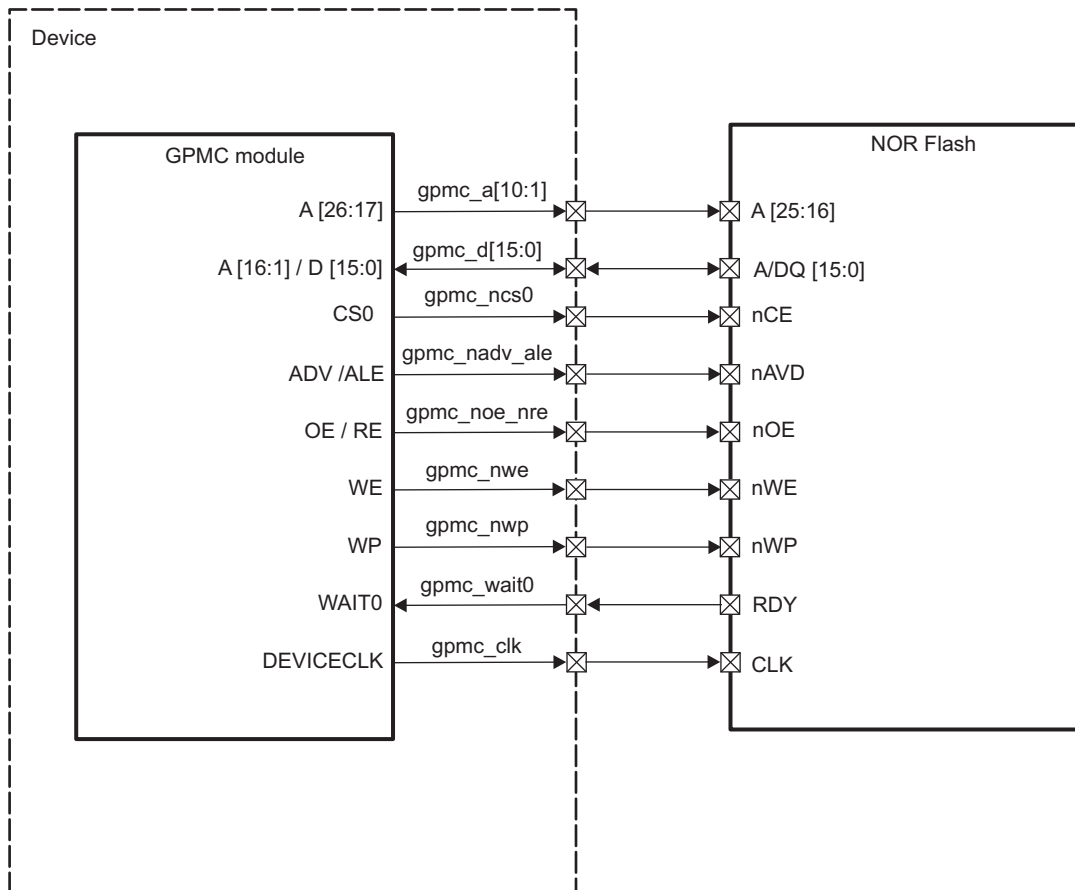 Device
GPMC module
NOR Flash
A [26:17]
gpmc_a[10:1]
A [25:16]
A [16:1] / D [15:0]
gpmc_d[15:0]
A/DQ [15:0]
CS0
gpmc_ncs0
nCE
ADV /ALE
gpmc_nadv_ale
nAVD
OE / RE
gpmc_noe_nre
nOE
WE
gpmc_nwe
nWE
WP
gpmc_nwp
nWP
WAIT0
gpmc_wait0
RDY
DEVICECLK
gpmc_clk
CLK